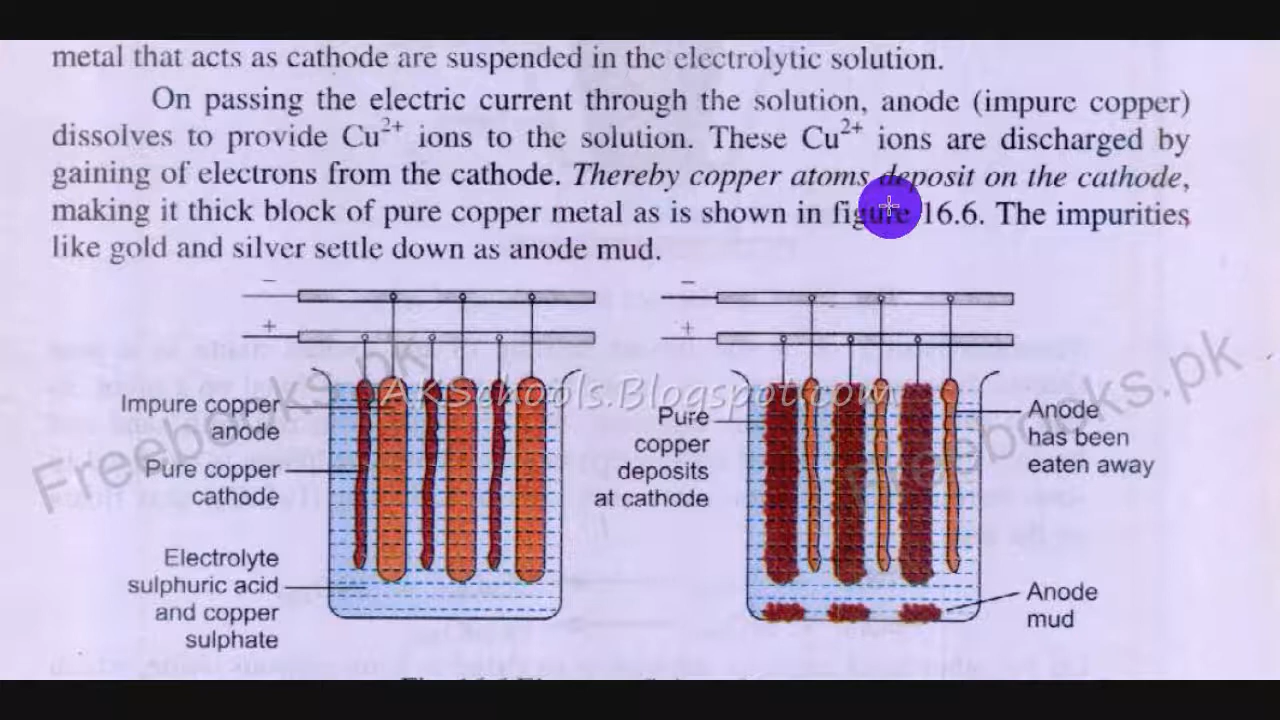 metal that acts as cathode are suspended in the electrolytic solution.
On passing the electric current through the solution, anode (impure copper)
dissolves to provide Cu²⁺ ions to the solution. These Cu²⁺ ions are discharged by
gaining of electrons from the cathode. Thereby copper atoms deposit on the cathode,
making it thick block of pure copper metal as is shown in figure 16.6. The impurities
like gold and silver settle down as anode mud.
−
+
−
+
AKSchools.Blogspot.com
Freebooks.pk
Freebooks.pk
Impure copper
anode
Pure copper
cathode
Electrolyte
sulphuric acid
and copper
sulphate
Pure
copper
deposits
at cathode
Anode
has been
eaten away
Anode
mud